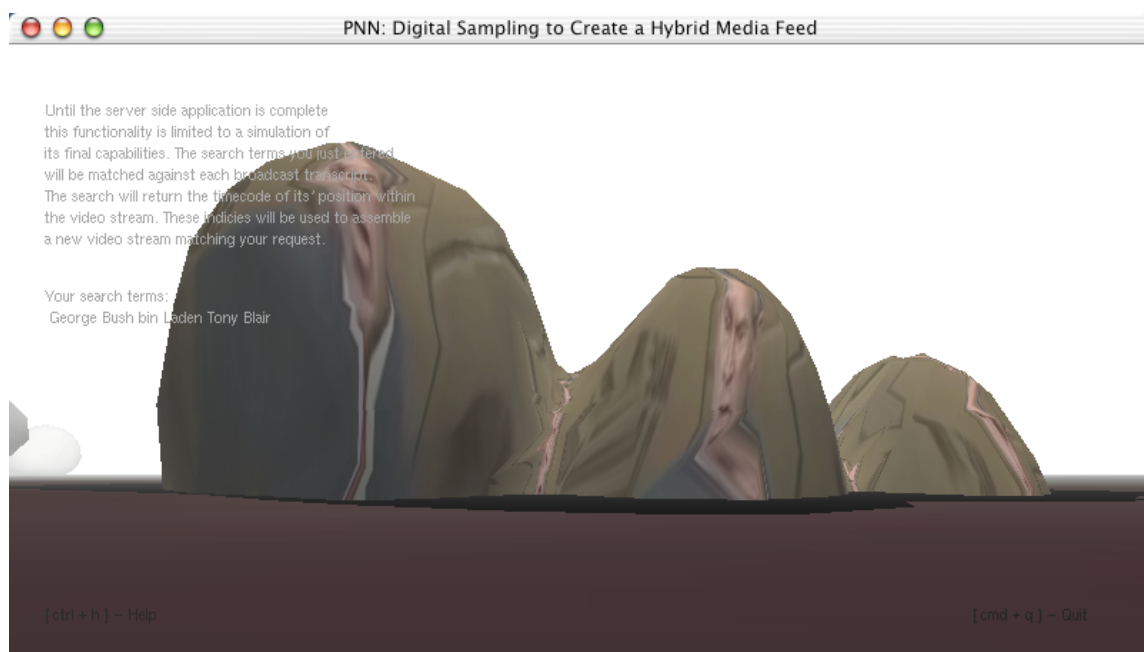 PNN: Digital Sampling to Create a Hybrid Media Feed
Until the server side application is complete
this functionality is limited to a simulation of
its final capabilities. The search terms you just entered
will be matched against each broadcast transcript.
The search will return the timecode of its' position within
the video stream. These indicies will be used to assemble
a new video stream matching your request.
Your search terms:
George Bush bin Laden Tony Blair
[ ctrl + h ] – Help
[ cmd + q ] – Quit